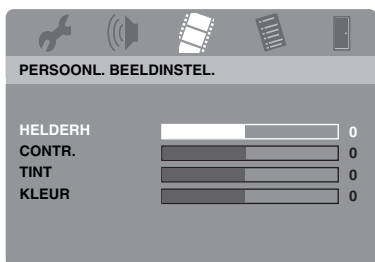 PERSOONL. BEELDINSTEL.
HELDERH 0
CONTR. 0
TINT 0
KLEUR 0